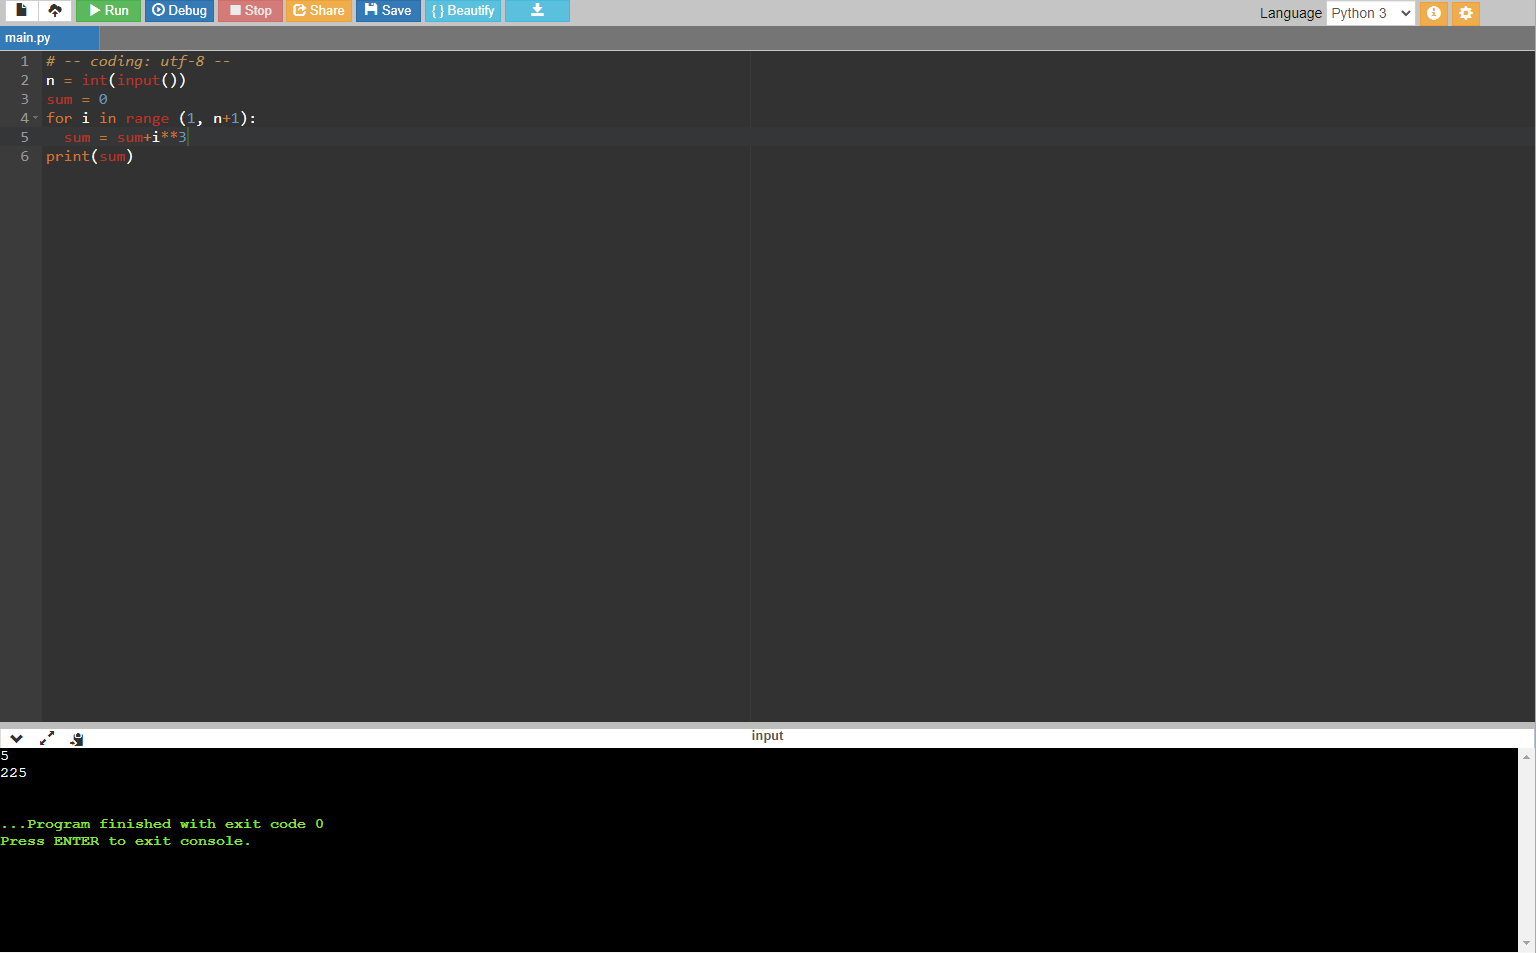 Run Debug Stop Share Save { } Beautify Language Python 3
main.py
1 # -- coding: utf-8 --
2 n = int(input())
3 sum = 0
4 for i in range (1, n+1):
5   sum = sum+i**3
6 print(sum)
input
5
225
...Program finished with exit code 0
Press ENTER to exit console.